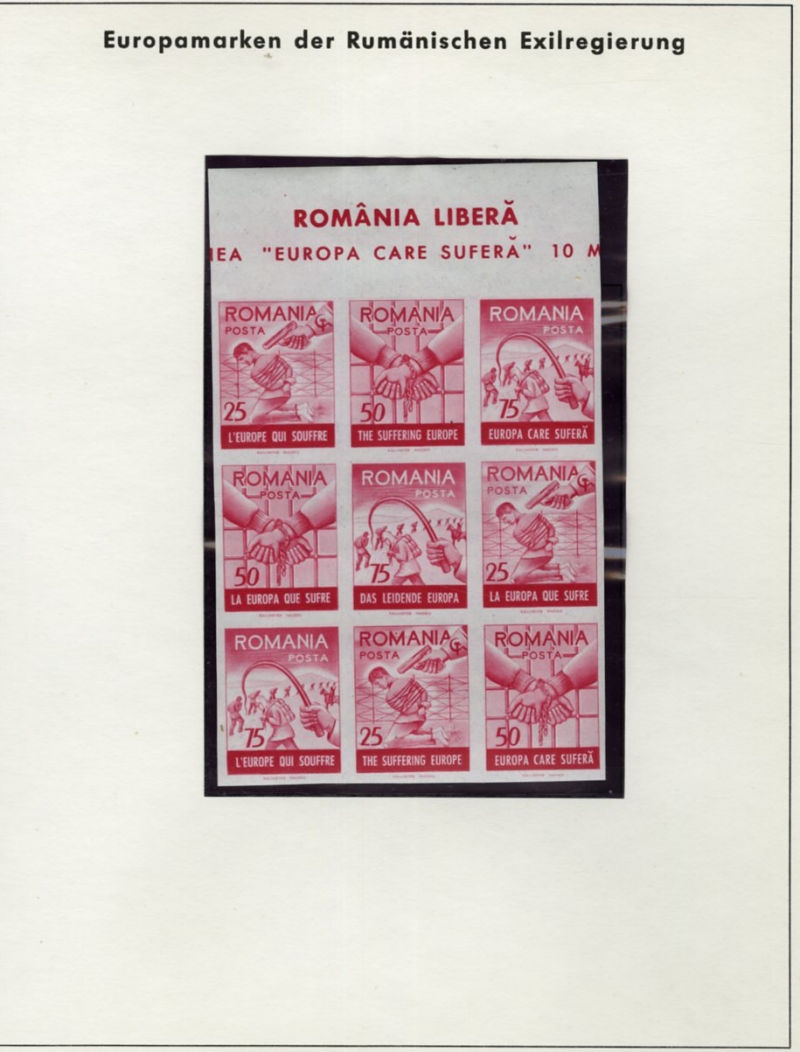 Europamarken der Rumänischen Exilregierung
ROMÂNIA LIBERĂ
"EUROPA CARE SUFERĂ" 10
ROMANIA
POSTA
25
L'EUROPE QUI SOUFFRE
ROMANIA
POSTA
50
THE SUFFERING EUROPE
ROMANIA
POSTA
75
EUROPA CARE SUFERĂ
ROMANIA
POSTA
50
LA EUROPA QUE SUFRE
ROMANIA
POSTA
75
DAS LEIDENDE EUROPA
ROMANIA
POSTA
25
LA EUROPA QUE SUFRE
ROMANIA
POSTA
75
L'EUROPE QUI SOUFFRE
ROMANIA
POSTA
25
THE SUFFERING EUROPE
ROMANIA
POSTA
50
EUROPA CARE SUFERĂ